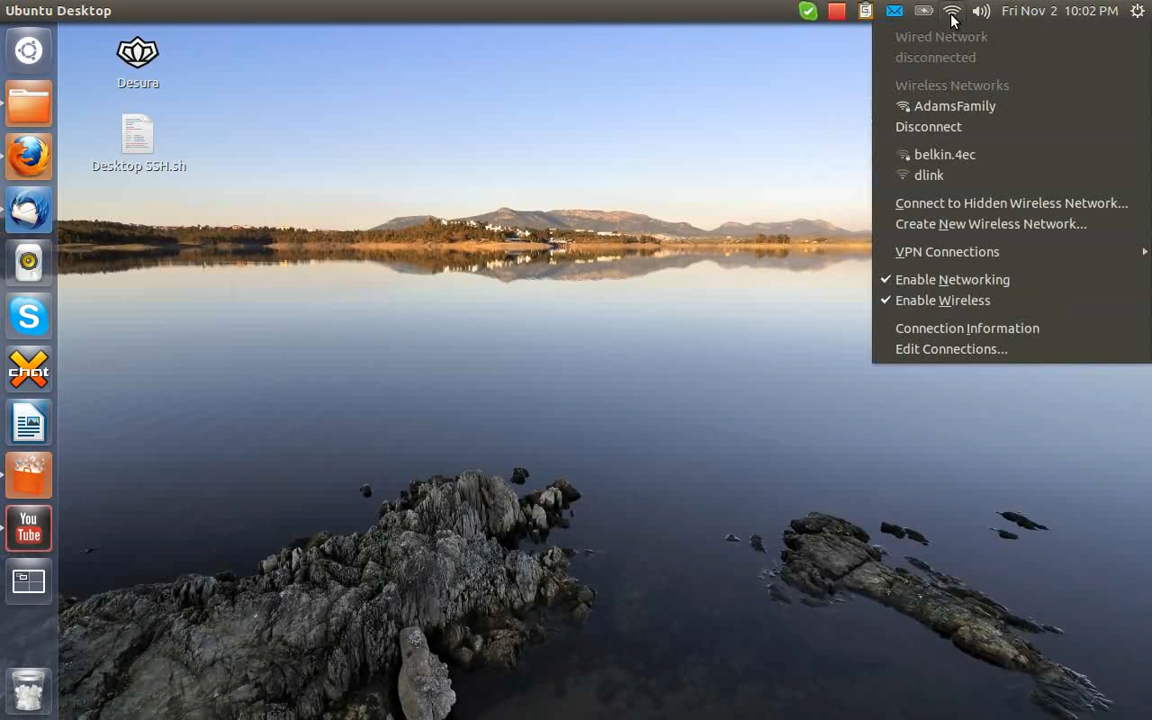 Ubuntu Desktop
Fri Nov 2 10:02 PM
Desura
Desktop SSH.sh
Wired Network
disconnected
Wireless Networks
AdamsFamily
Disconnect
belkin.4ec
dlink
Connect to Hidden Wireless Network...
Create New Wireless Network...
VPN Connections
Enable Networking
Enable Wireless
Connection Information
Edit Connections...
S
X
chat
You
Tube